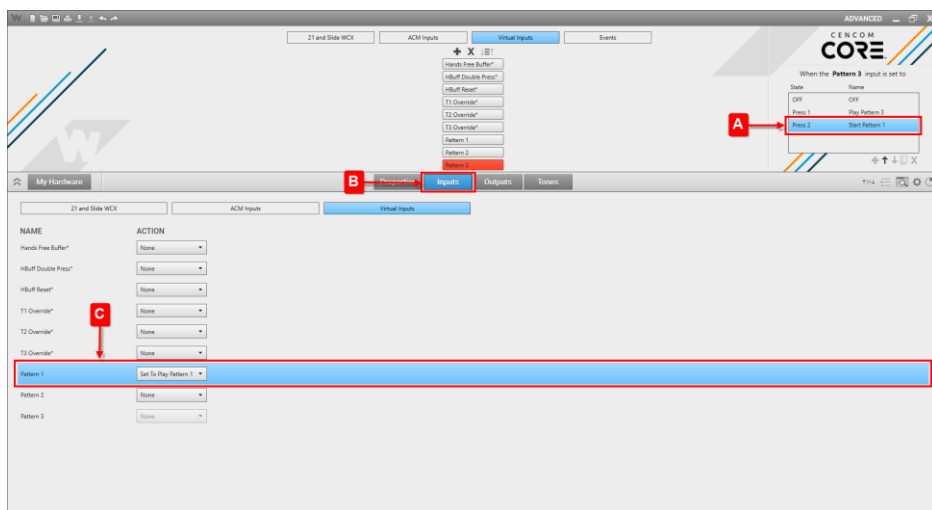 ADVANCED
21 and Slide WCX
ACM Inputs
Virtual Inputs
Events
CENCOM
CORE
Hands Free Buffer*
HBuff Double Press*
HBuff Reset*
T1 Override*
T2 Override*
T3 Override*
Pattern 1
Pattern 2
Pattern 3
When the Pattern 3 input is set to
State Name
OFF OFF
Press 1 Play Pattern 3
Press 2 Start Pattern 1
A
My Hardware
B
Properties
Inputs
Outputs
Tones
21 and Slide WCX
ACM Inputs
Virtual Inputs
NAME ACTION
Hands Free Buffer* None
HBuff Double Press* None
HBuff Reset* None
T1 Override* None
C
T2 Override* None
T3 Override* None
Pattern 1 Set To Play Pattern 1
Pattern 2 None
Pattern 3 None